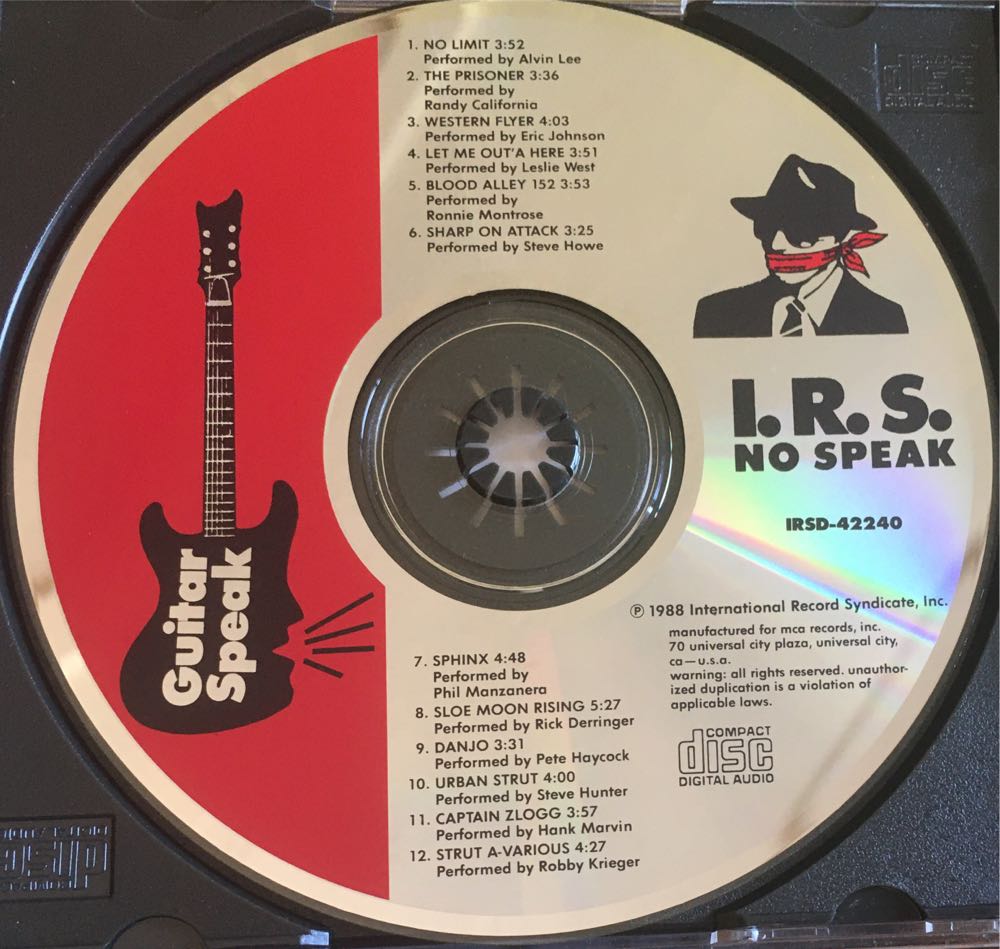 1. NO LIMIT 3:52
Performed by Alvin Lee
2. THE PRISONER 3:36
Performed by
Randy California
3. WESTERN FLYER 4:03
Performed by Eric Johnson
4. LET ME OUT'A HERE 3:51
Performed by Leslie West
5. BLOOD ALLEY 152 3:53
Performed by
Ronnie Montrose
6. SHARP ON ATTACK 3:25
Performed by Steve Howe
disc
DIGITAL AUDIO
I.R.S.
NO SPEAK
IRSD-42240
Guitar
Speak
℗ 1988 International Record Syndicate, Inc.
manufactured for mca records, inc.
70 universal city plaza, universal city,
ca—u.s.a.
warning: all rights reserved. unauthor-
ized duplication is a violation of
applicable laws.
COMPACT
disc
DIGITAL AUDIO
7. SPHINX 4:48
Performed by
Phil Manzanera
8. SLOE MOON RISING 5:27
Performed by Rick Derringer
9. DANJO 3:31
Performed by Pete Haycock
10. URBAN STRUT 4:00
Performed by Steve Hunter
11. CAPTAIN ZLOGG 3:57
Performed by Hank Marvin
12. STRUT A-VARIOUS 4:27
Performed by Robby Krieger